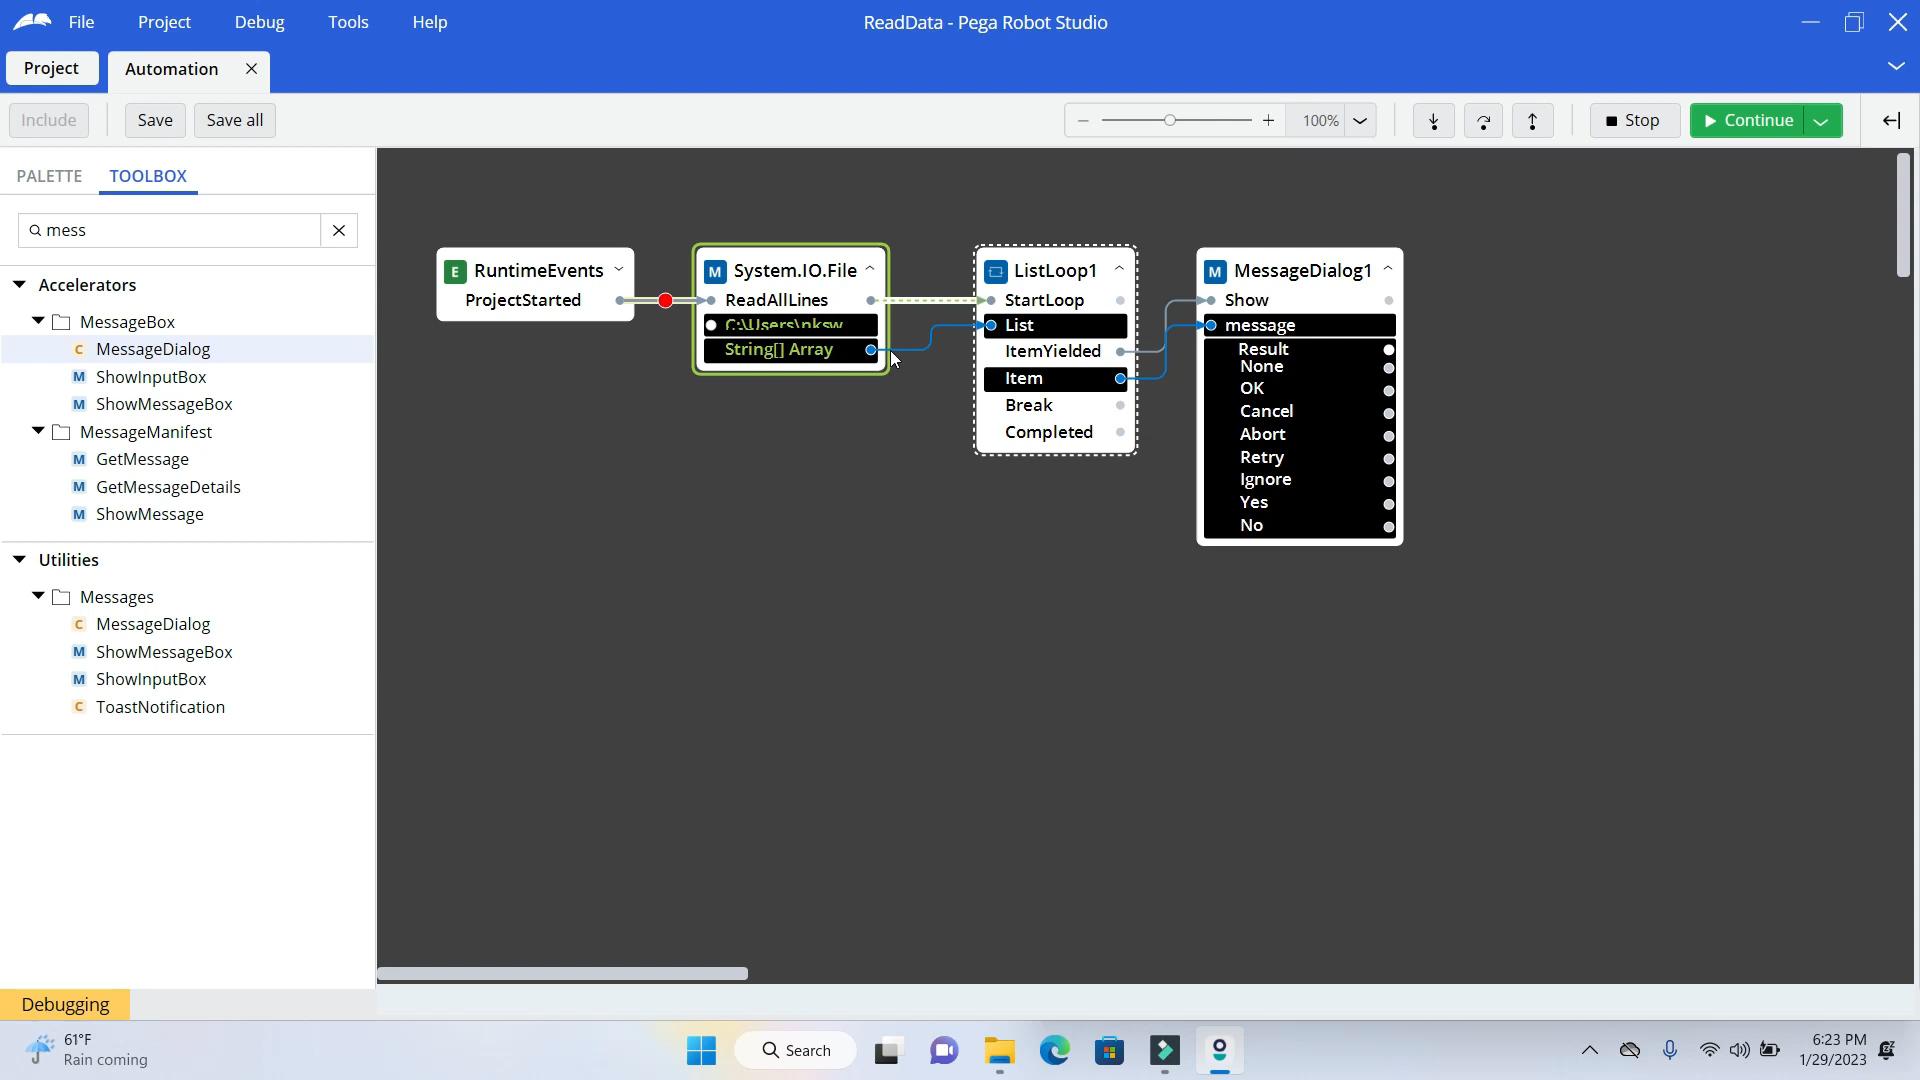 File Project Debug Tools Help ReadData - Pega Robot Studio
Project Automation
Include Save Save all 100% Stop Continue
PALETTE TOOLBOX
mess
Accelerators
MessageBox
C MessageDialog
M ShowInputBox
M ShowMessageBox
MessageManifest
M GetMessage
M GetMessageDetails
M ShowMessage
Utilities
Messages
C MessageDialog
M ShowMessageBox
M ShowInputBox
C ToastNotification
E RuntimeEvents
ProjectStarted
M System.IO.File
ReadAllLines
C:\Users\nksw
String[] Array
ListLoop1
StartLoop
List
ItemYielded
Item
Break
Completed
M MessageDialog1
Show
message
Result
None
OK
Cancel
Abort
Retry
Ignore
Yes
No
Debugging
61°F
Rain coming
Search
6:23 PM
1/29/2023